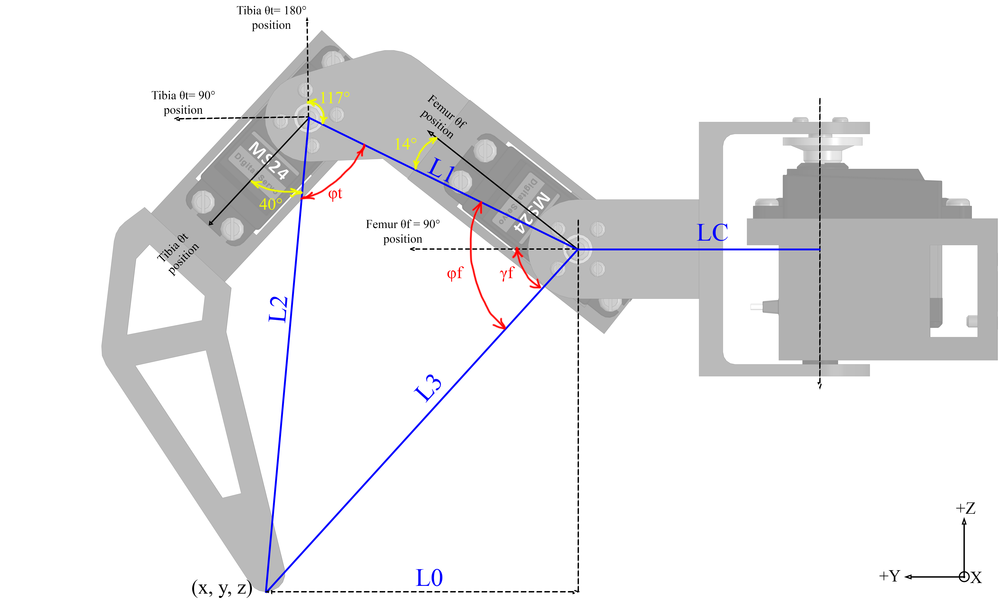 Tibia θt= 180°
position
117°
Tibia θt= 90°
position
Femur θf
position
14°
L1
MS24
Digital Servo
φt
40°
MS24
Digital Servo
Femur θf = 90°
position
LC
Tibia θt
position
φf
γf
L2
L3
+Z
L0
+Y
X
(x, y, z)